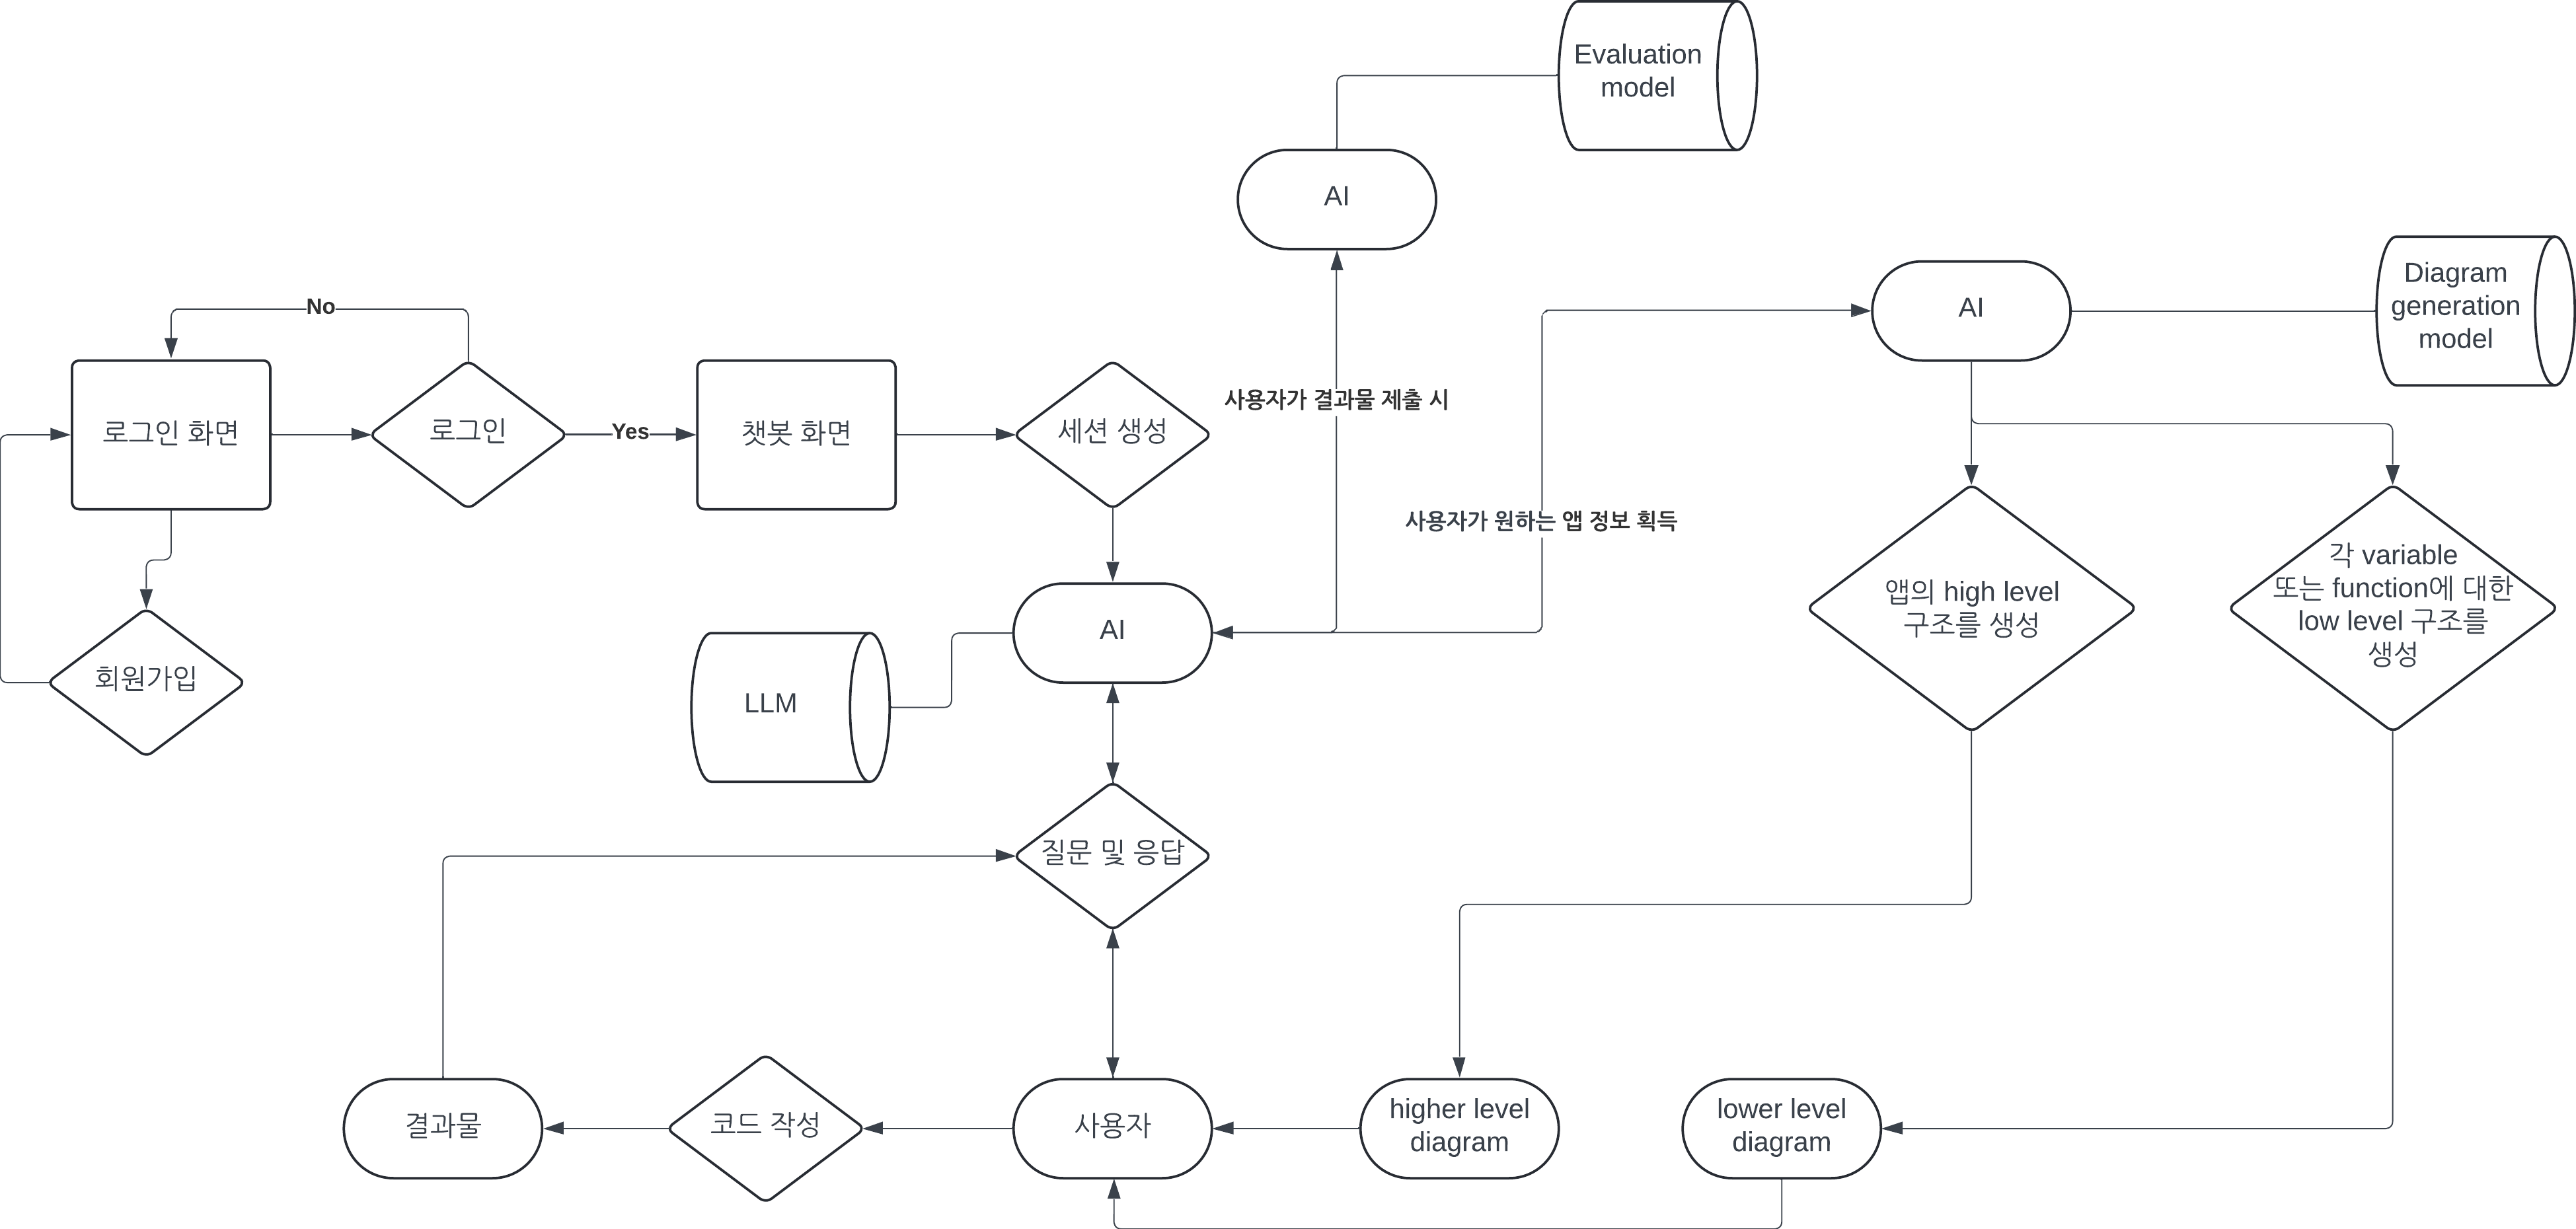 Evaluation
model
AI
Diagram
generation
model
AI
No
로그인 화면
로그인
Yes
챗봇 화면
세션 생성
사용자가 결과물 제출 시
사용자가 원하는 앱 정보 획득
각 variable
또는 function에 대한
low level 구조를
생성
앱의 high level
구조를 생성
AI
회원가입
LLM
질문 및 응답
결과물
코드 작성
사용자
higher level
diagram
lower level
diagram